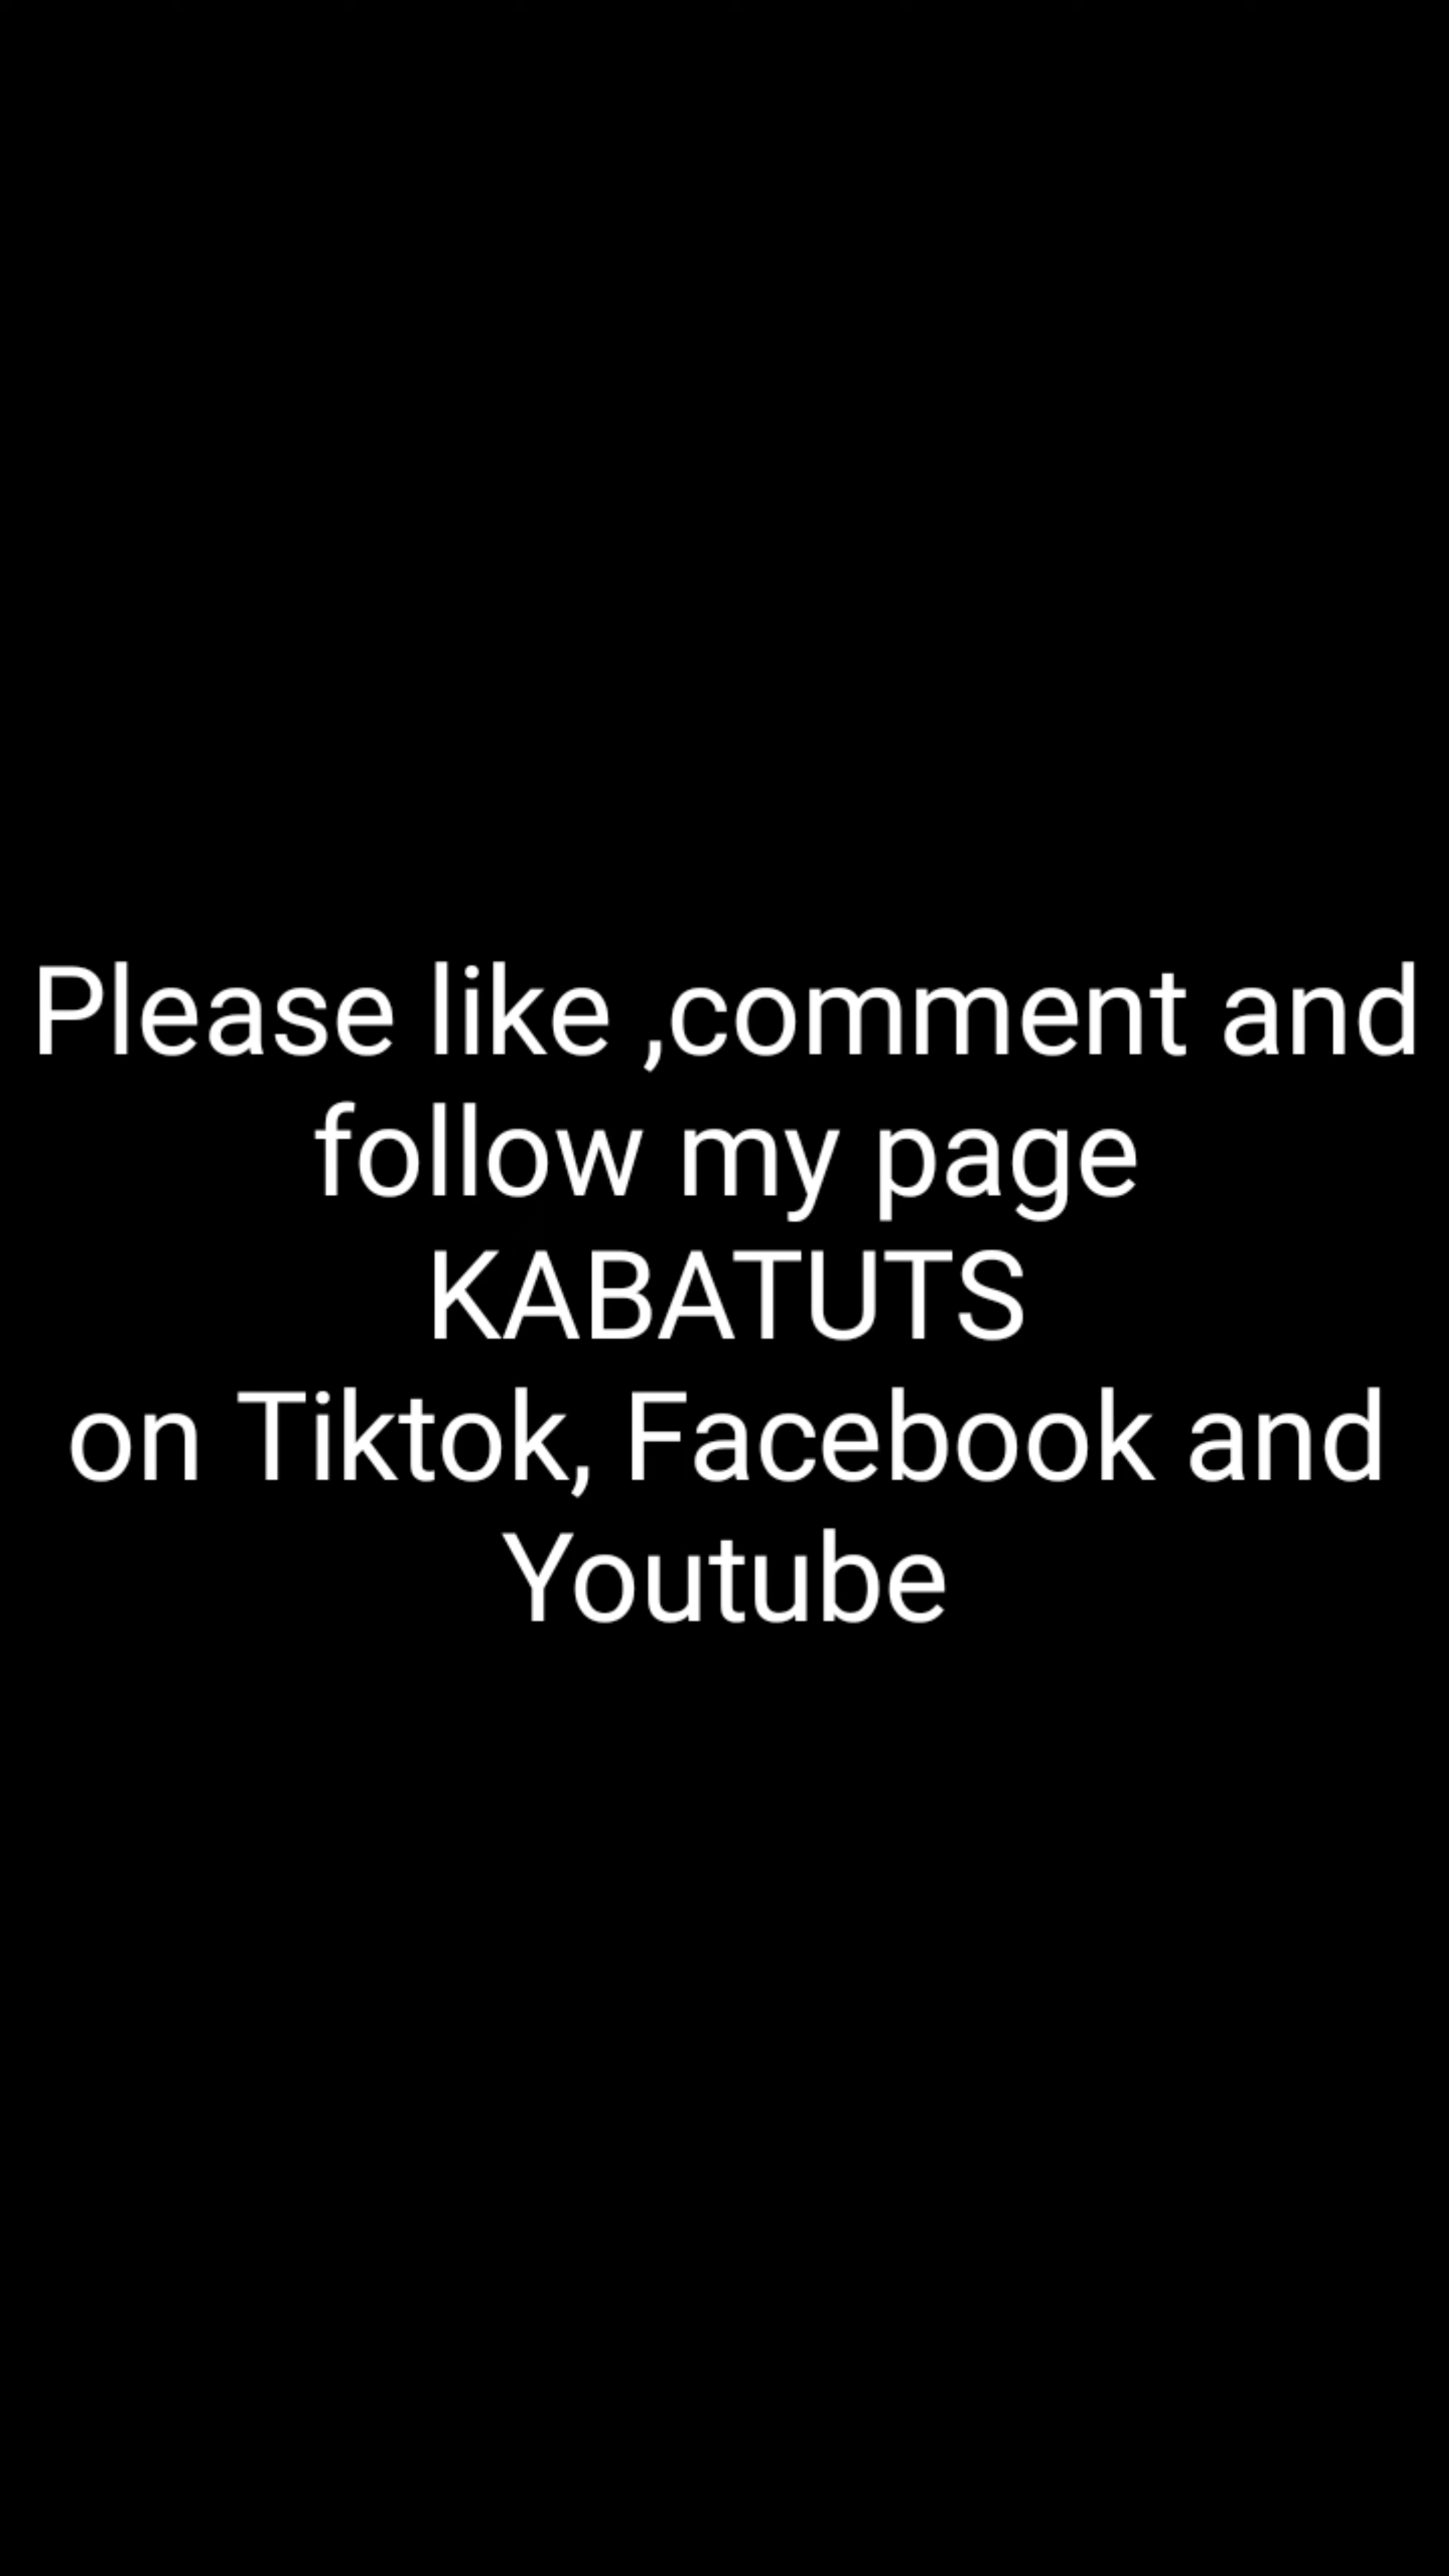 Please like ,comment and
follow my page
KABATUTS
on Tiktok, Facebook and
Youtube